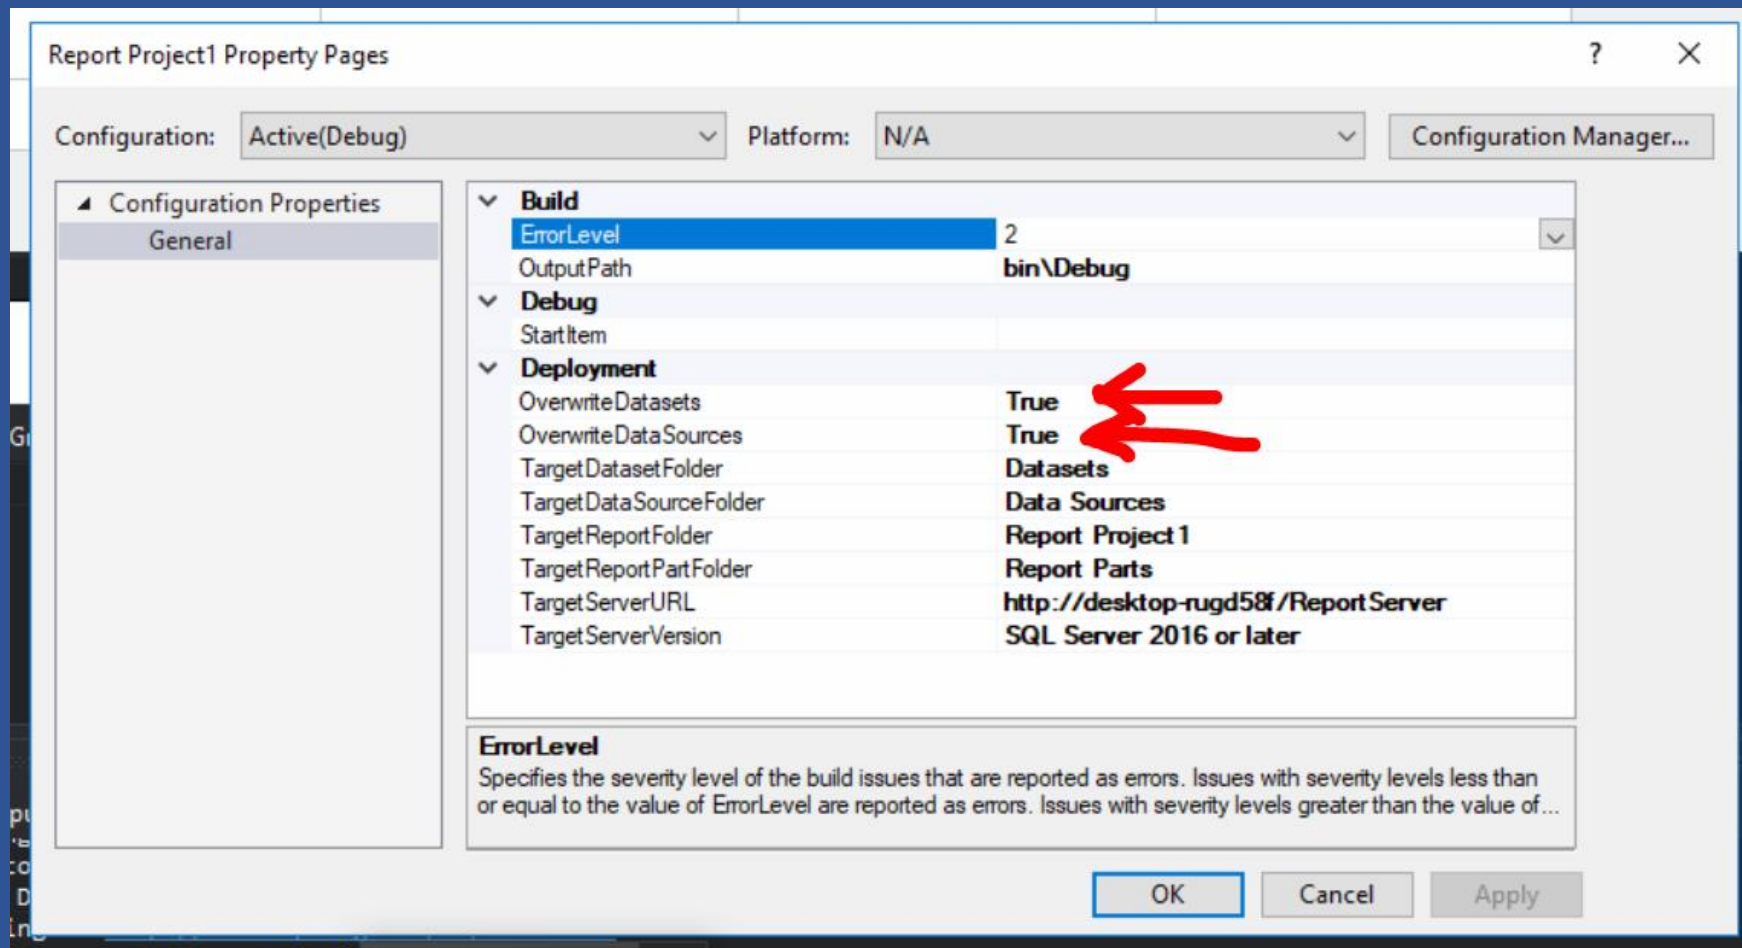 Report Project1 Property Pages ?
Configuration: Active(Debug) Platform: N/A Configuration Manager...
Configuration Properties
General
Build
ErrorLevel 2
OutputPath bin\Debug
Debug
StartItem
Deployment
OverwriteDatasets True
OverwriteDataSources True
TargetDatasetFolder Datasets
TargetDataSourceFolder Data Sources
TargetReportFolder Report Project1
TargetReportPartFolder Report Parts
TargetServerURL http://desktop-rugd58f/ReportServer
TargetServerVersion SQL Server 2016 or later
ErrorLevel
Specifies the severity level of the build issues that are reported as errors. Issues with severity levels less than
or equal to the value of ErrorLevel are reported as errors. Issues with severity levels greater than the value of...
OK Cancel Apply